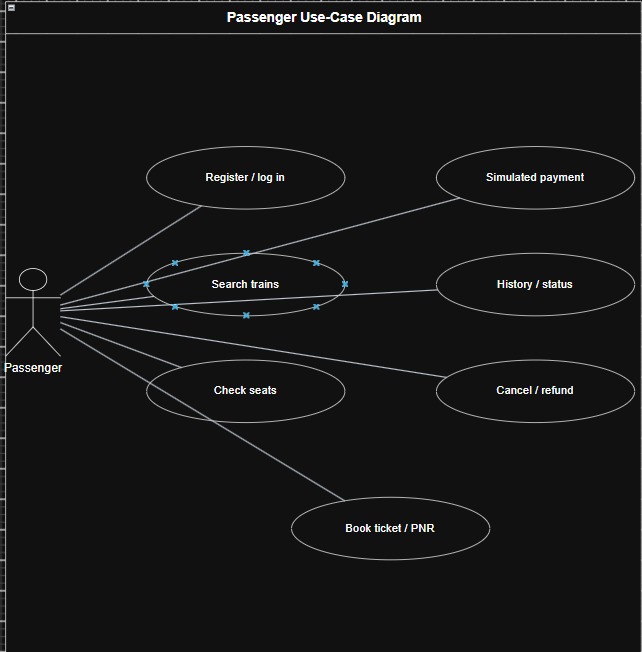 Passenger Use-Case Diagram
Register / log in
Simulated payment
Search trains
History / status
Passenger
Check seats
Cancel / refund
Book ticket / PNR